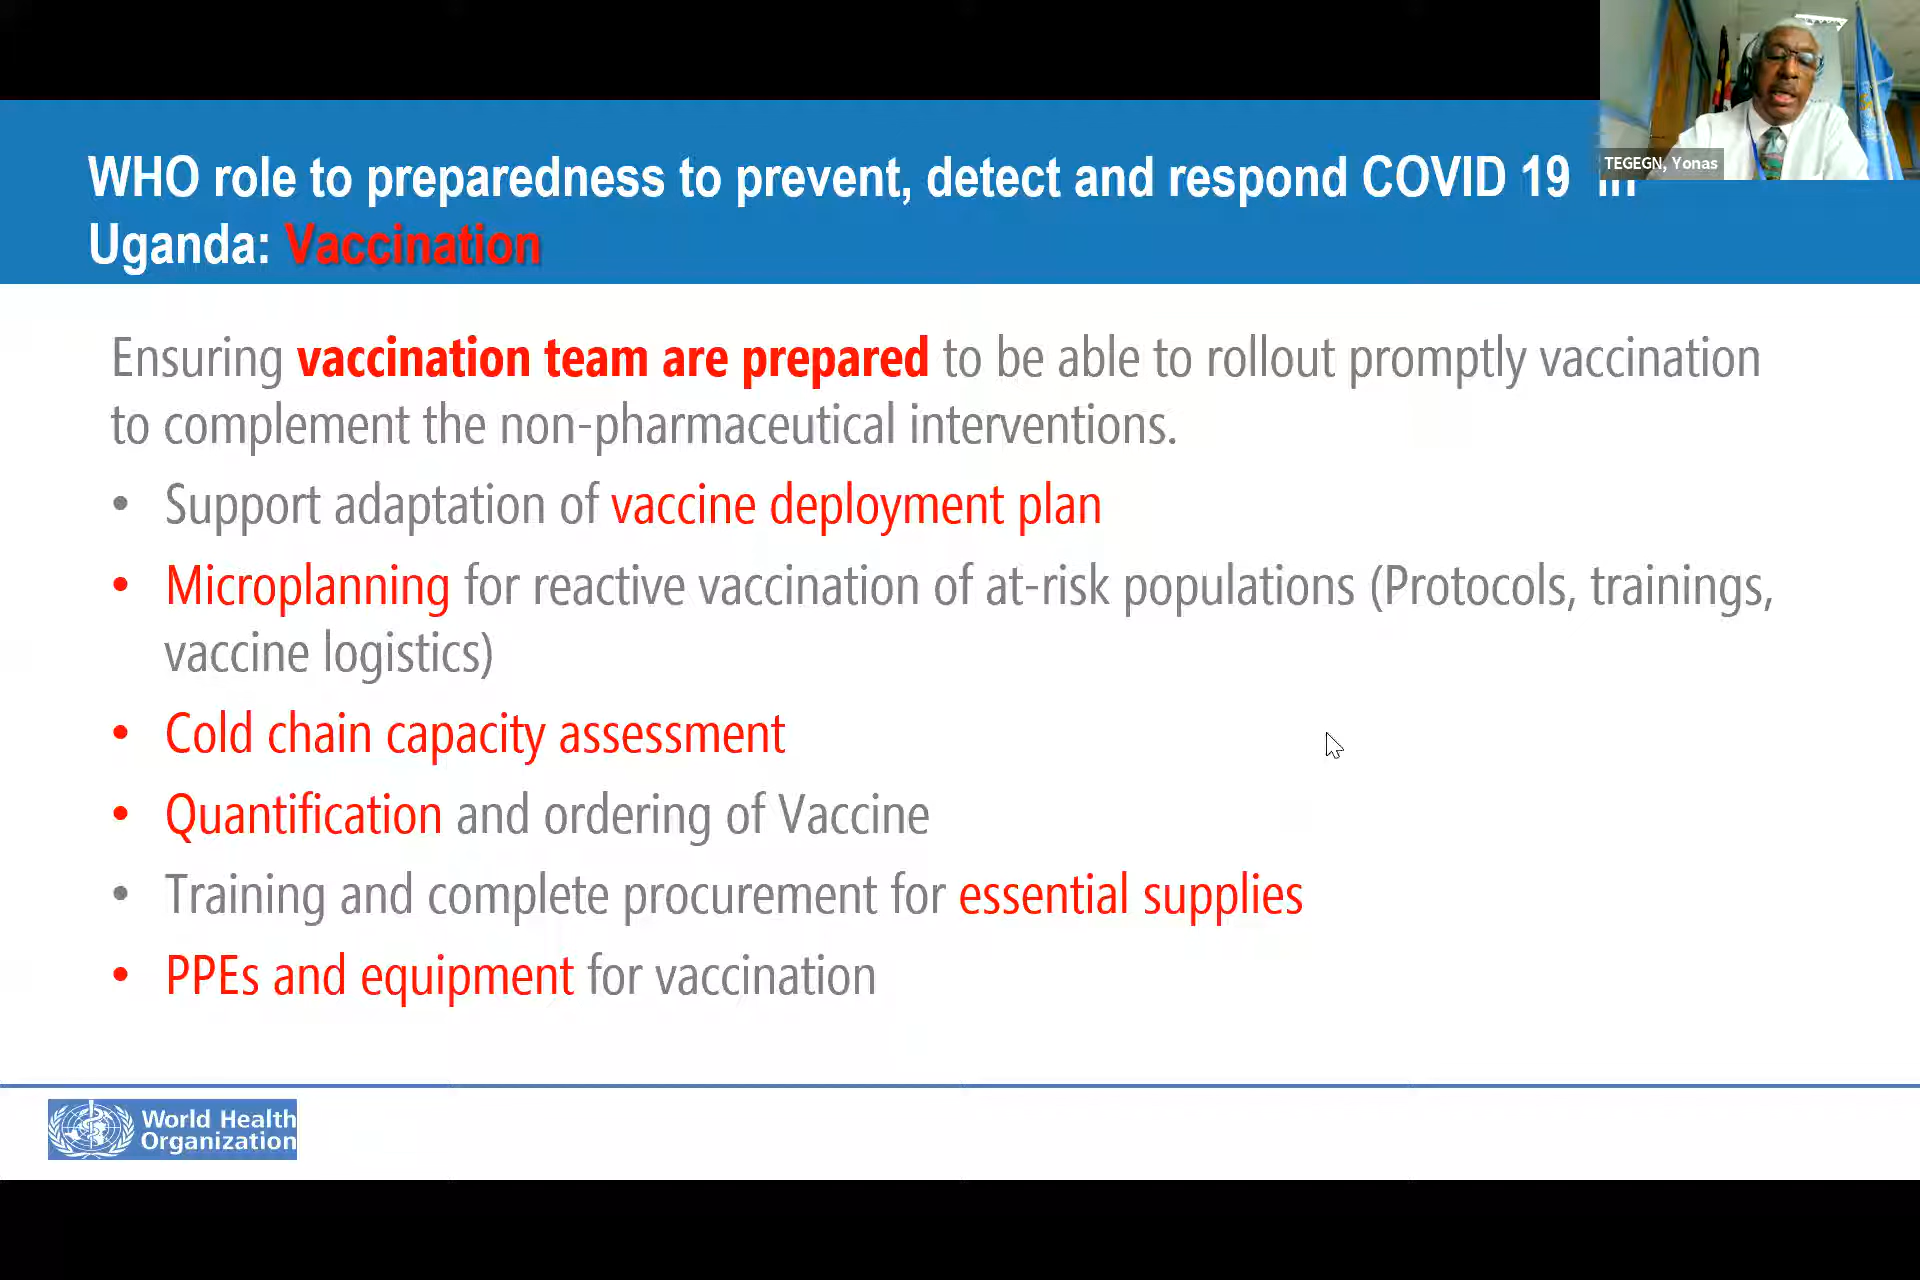 TEGEGN, Yonas
WHO role to preparedness to prevent, detect and respond COVID 19 in
Uganda: Vaccination
Ensuring vaccination team are prepared to be able to rollout promptly vaccination
to complement the non-pharmaceutical interventions.
• Support adaptation of vaccine deployment plan
• Microplanning for reactive vaccination of at-risk populations (Protocols, trainings,
vaccine logistics)
• Cold chain capacity assessment
• Quantification and ordering of Vaccine
• Training and complete procurement for essential supplies
• PPEs and equipment for vaccination
World Health
Organization